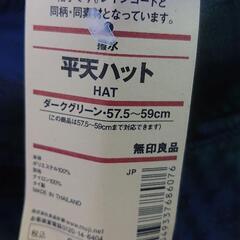 同柄・同素材となっています。
撥水
平天ハット
HAT
ダークグリーン・57.5～59cm
(この商品は57.5～59cmまで対応できます)
無印良品
JP
ポリエステル100%
ナイロン100%
タイ製
MADE IN THAILAND